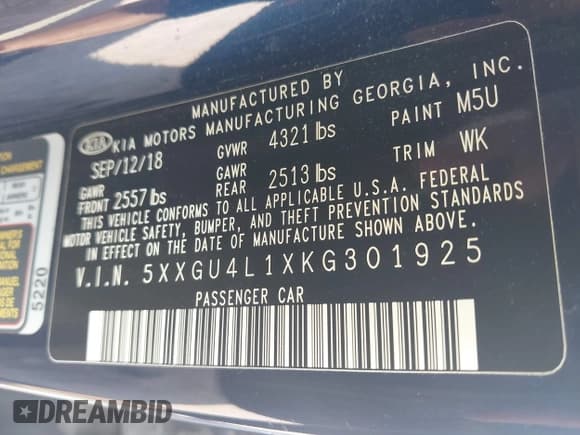 MANUFACTURED BY
KIA KIA MOTORS MANUFACTURING GEORGIA, INC.
SEP/12/18 GVWR 4321 lbs PAINT M5U
GAWR FRONT 2557 lbs GAWR REAR 2513 lbs TRIM WK
THIS VEHICLE CONFORMS TO ALL APPLICABLE U.S.A. FEDERAL
MOTOR VEHICLE SAFETY, BUMPER, AND THEFT PREVENTION STANDARDS
IN EFFECT ON THE DATE OF MANUFACTURE SHOWN ABOVE.
V.I.N. 5XXGU4L1XKG301925
PASSENGER CAR
5220
DREAMBID